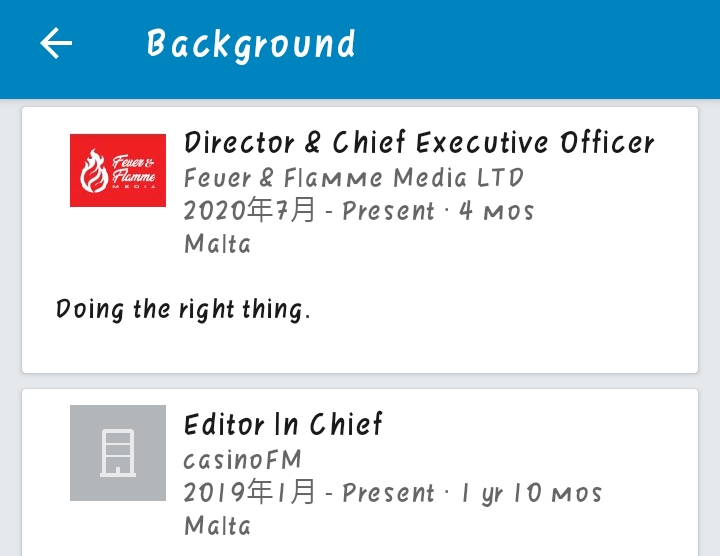 Background
Director & Chief Executive Officer
Feuer &
Flamme
MEDIA
Feuer & Flamme Media LTD
2020年7月 - Present · 4 mos
Malta
Doing the right thing.
Editor In Chief
casinoFM
2019年1月 - Present · 1 yr 10 mos
Malta